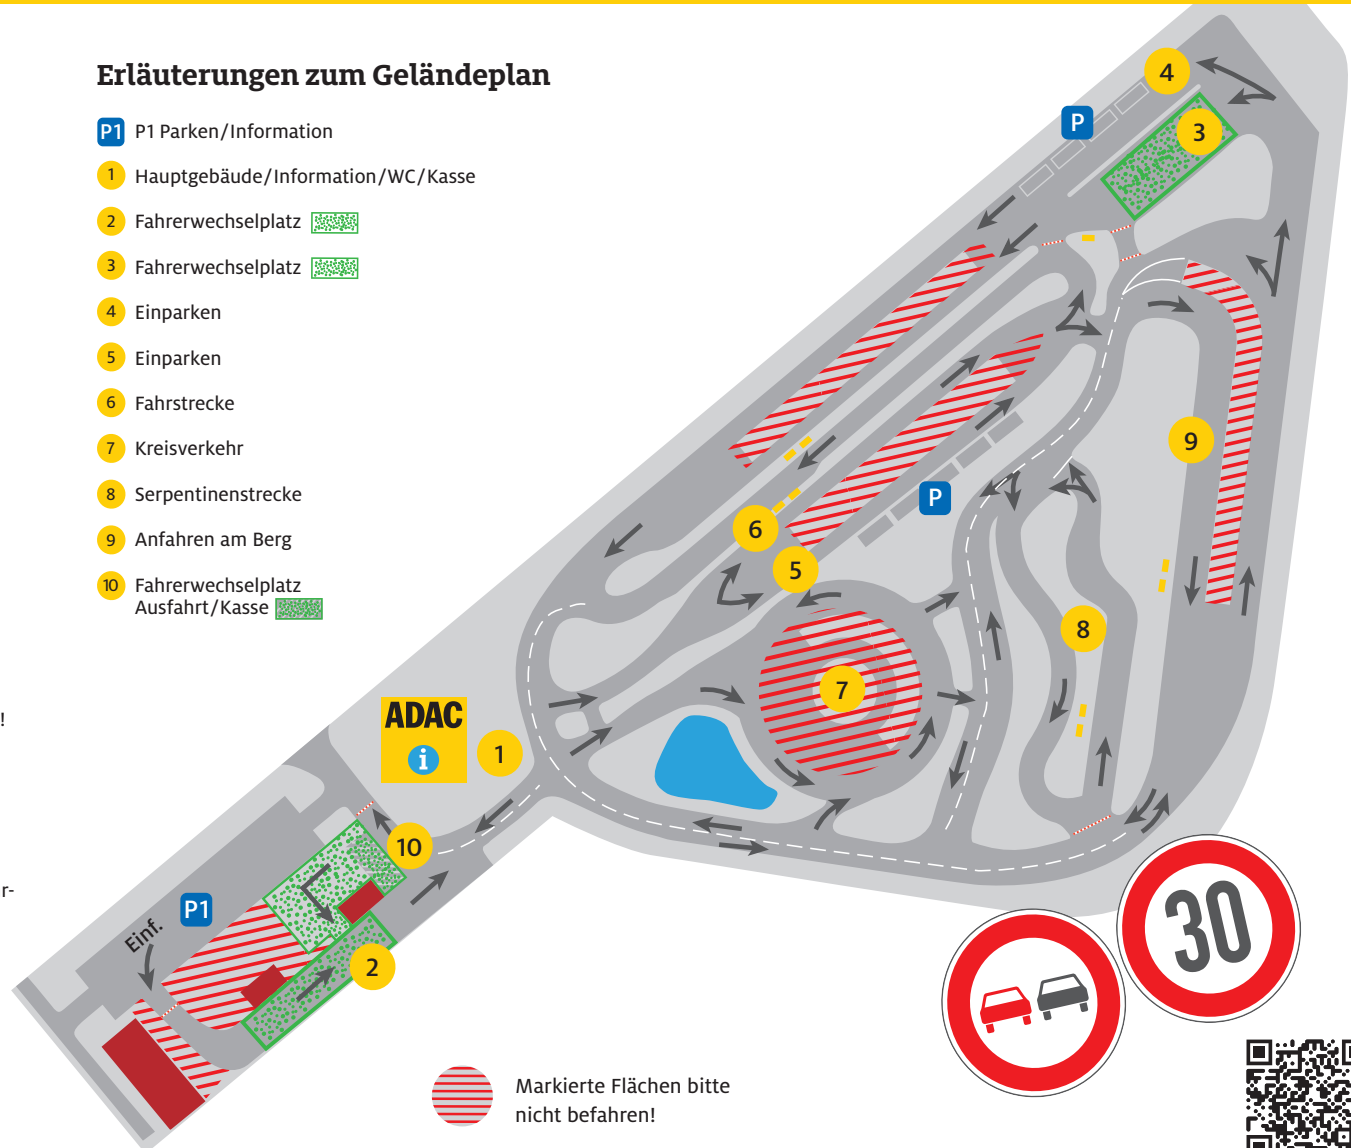 Erläuterungen zum Geländeplan
P1 P1 Parken/Information
1 Hauptgebäude/Information/WC/Kasse
2 Fahrerwechselplatz
3 Fahrerwechselplatz
4 Einparken
5 Einparken
6 Fahrstrecke
7 Kreisverkehr
8 Serpentinenstrecke
9 Anfahren am Berg
10 Fahrerwechselplatz
Ausfahrt/Kasse
4
P
3
9
P
6
5
8
7
!
ADAC
i
1
10
r-
P1
Einf.
2
30
Markierte Flächen bitte
nicht befahren!